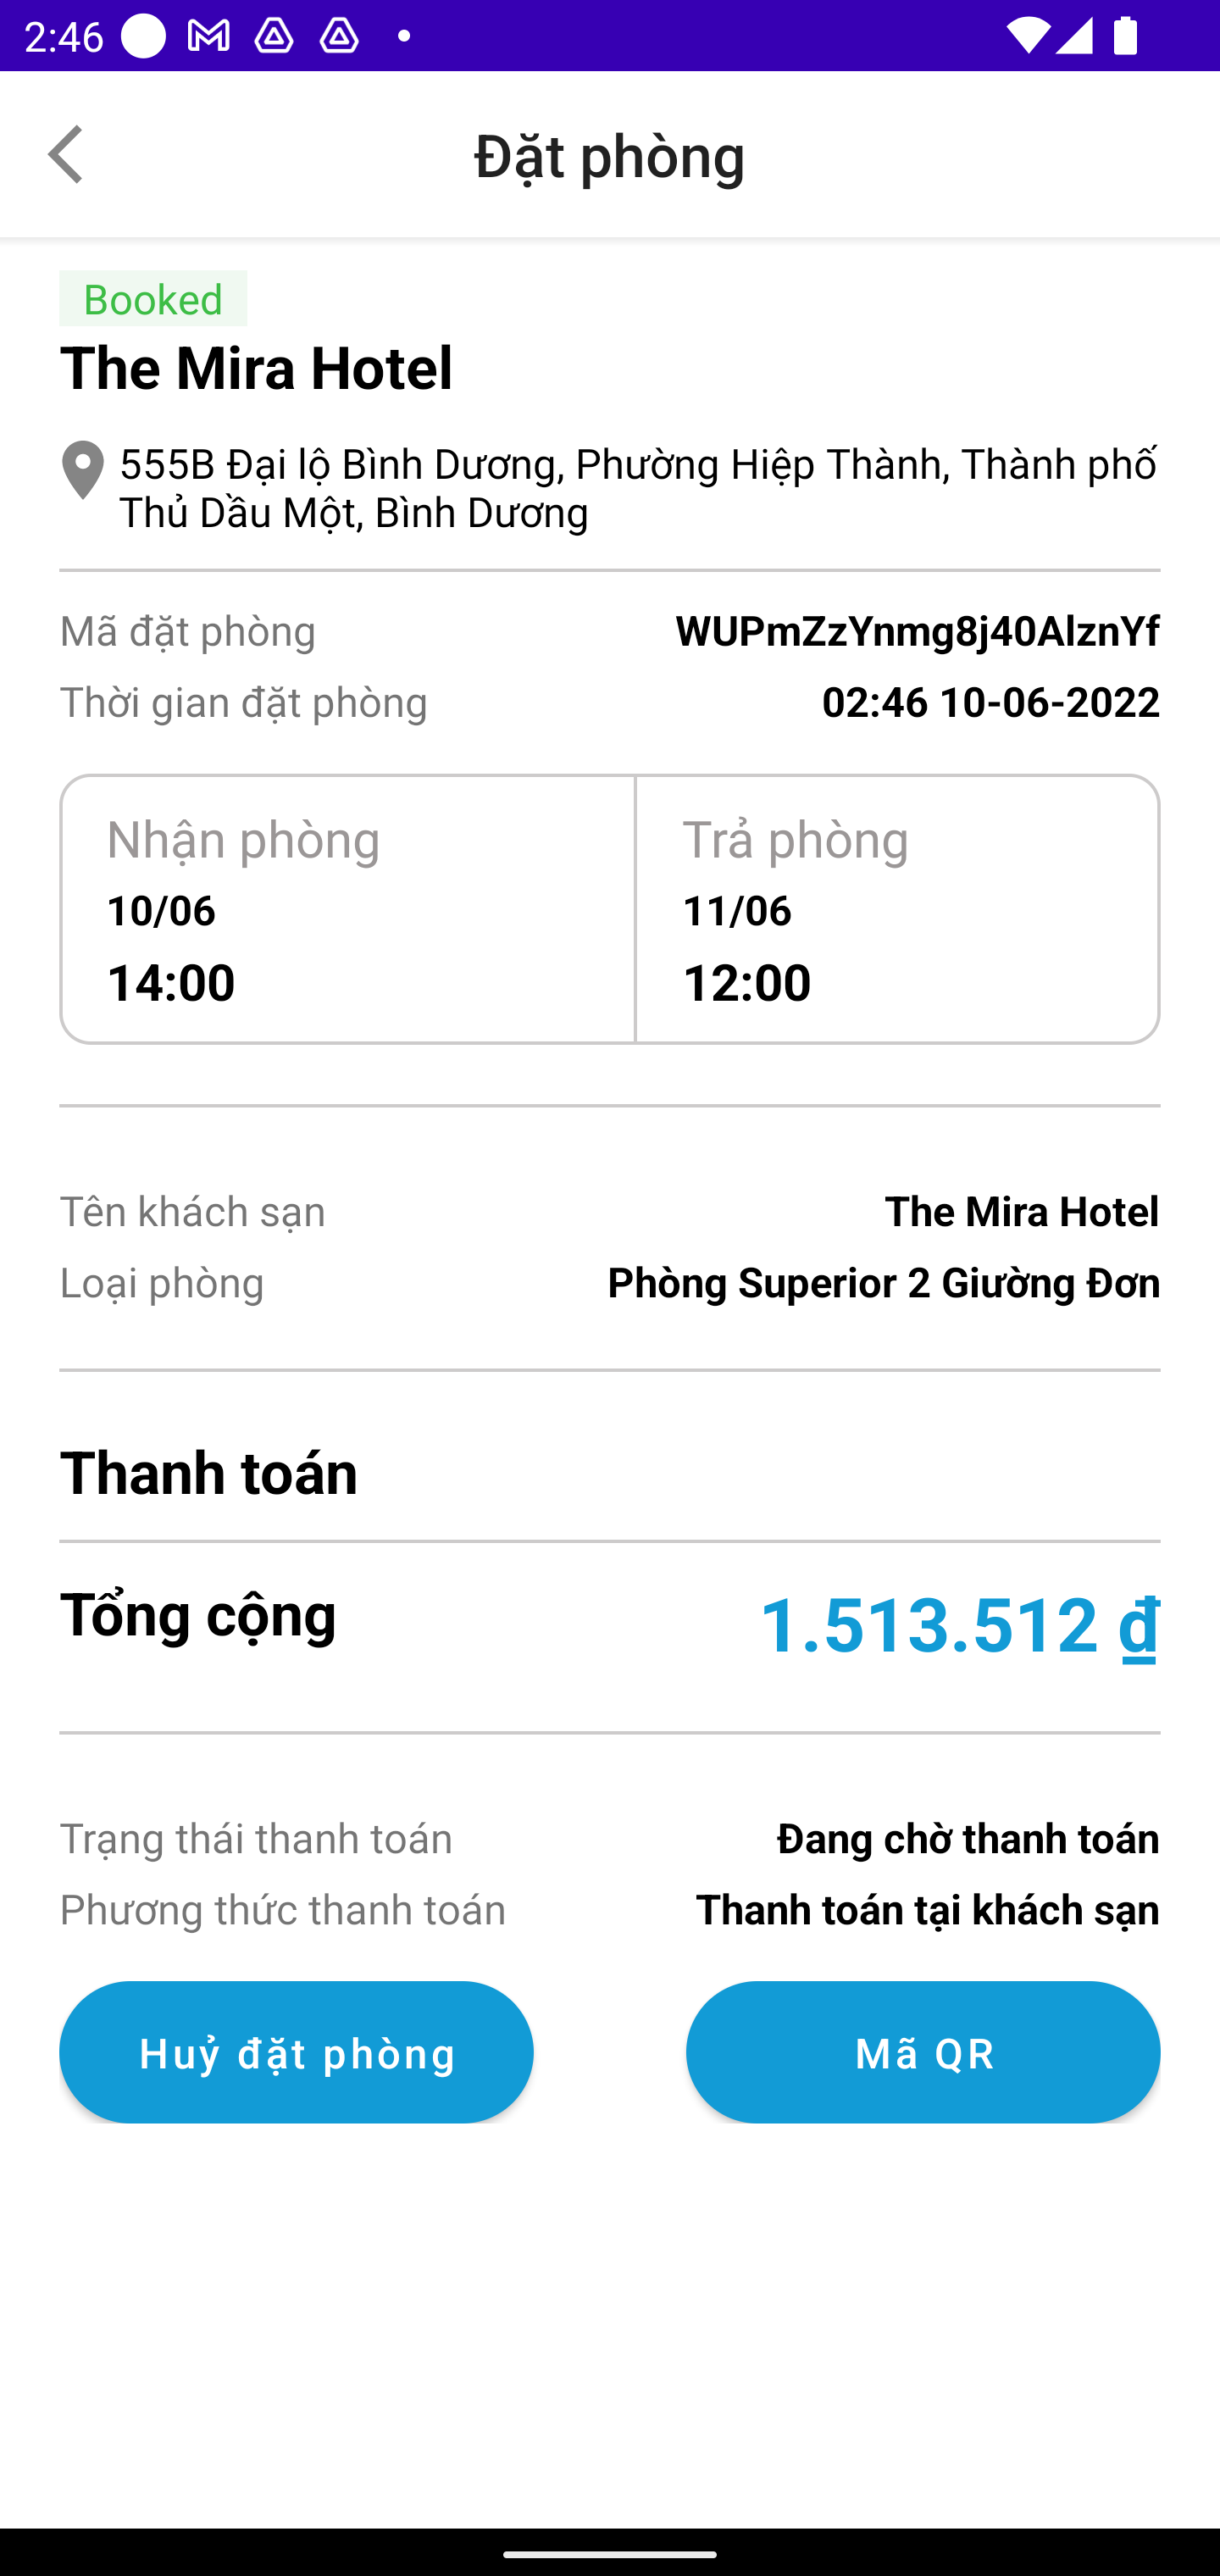 2:46
Đặt phòng
Booked
The Mira Hotel
555B Đại lộ Bình Dương, Phường Hiệp Thành, Thành phố
Thủ Dầu Một, Bình Dương
Mã đặt phòng WUPmZzYnmg8j40AlznYf
Thời gian đặt phòng 02:46 10-06-2022
Nhận phòng Trả phòng
10/06 11/06
14:00 12:00
Tên khách sạn The Mira Hotel
Loại phòng Phòng Superior 2 Giường Đơn
Thanh toán
Tổng cộng 1.513.512 ₫
Trạng thái thanh toán Đang chờ thanh toán
Phương thức thanh toán Thanh toán tại khách sạn
Huỷ đặt phòng Mã QR